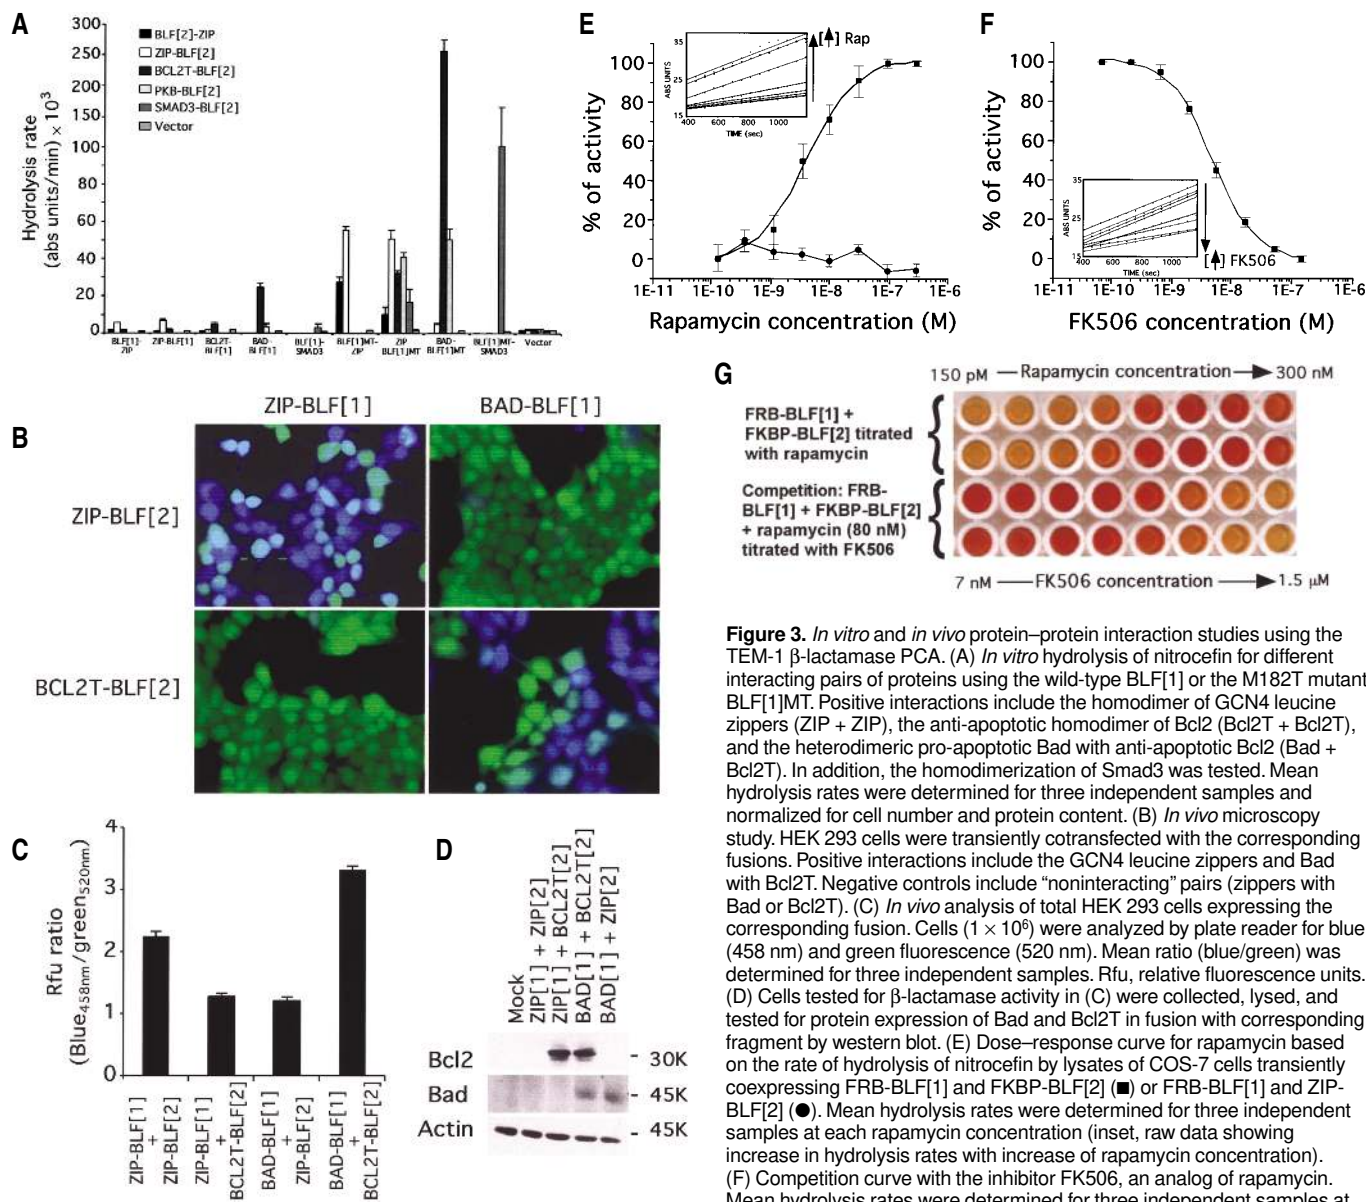 A
300
250
200
150
100
80
60
40
20
0
Hydrolysis rate
(abs units/min) × 10³
BLF[2]-ZIP
ZIP-BLF[2]
BCL2T-BLF[2]
PKB-BLF[2]
SMAD3-BLF[2]
Vector
BLF[1]-
ZIP
ZIP-BLF[1]
BCL2T-
BLF[1]
BAD-
BLF[1]
BLF[1]-
SMAD3
BLF[1]MT-
ZIP
ZIP
BLF[1]MT
BAD-
BLF[1]MT
BLF[1]MT-
SMAD3
Vector
B
ZIP-BLF[1]
BAD-BLF[1]
ZIP-BLF[2]
BCL2T-BLF[2]
C
Rfu ratio
(Blue458nm/green520nm)
4
3
2
1
0
ZIP-BLF[1]
+
ZIP-BLF[2]
ZIP-BLF[1]
+
BCL2T-BLF[2]
BAD-BLF[1]
+
ZIP-BLF[2]
BAD-BLF[1]
+
BCL2T-BLF[2]
D
Mock
ZIP[1] + ZIP[2]
ZIP[1] + BCL2T[2]
BAD[1] + BCL2T[2]
BAD[1] + ZIP[2]
Bcl2 - 30K
Bad - 45K
Actin - 45K
E
% of activity
100
80
60
40
20
0
35
25
15
ABS UNITS
400 600 800 1000
TIME (sec)
[↑] Rap
1E-11 1E-10 1E-9 1E-8 1E-7 1E-6
Rapamycin concentration (M)
F
% of activity
100
80
60
40
20
0
35
25
15
ABS UNITS
400 600 800 1000
TIME (sec)
[↑] FK506
1E-11 1E-10 1E-9 1E-8 1E-7 1E-6
FK506 concentration (M)
G
150 pM — Rapamycin concentration → 300 nM
FRB-BLF[1] +
FKBP-BLF[2] titrated
with rapamycin
Competition: FRB-
BLF[1] + FKBP-BLF[2]
+ rapamycin (80 nM)
titrated with FK506
7 nM — FK506 concentration → 1.5 μM
Figure 3. In vitro and in vivo protein–protein interaction studies using the
TEM-1 β-lactamase PCA. (A) In vitro hydrolysis of nitrocefin for different
interacting pairs of proteins using the wild-type BLF[1] or the M182T mutant
BLF[1]MT. Positive interactions include the homodimer of GCN4 leucine
zippers (ZIP + ZIP), the anti-apoptotic homodimer of Bcl2 (Bcl2T + Bcl2T),
and the heterodimeric pro-apoptotic Bad with anti-apoptotic Bcl2 (Bad +
Bcl2T). In addition, the homodimerization of Smad3 was tested. Mean
hydrolysis rates were determined for three independent samples and
normalized for cell number and protein content. (B) In vivo microscopy
study. HEK 293 cells were transiently cotransfected with the corresponding
fusions. Positive interactions include the GCN4 leucine zippers and Bad
with Bcl2T. Negative controls include “noninteracting” pairs (zippers with
Bad or Bcl2T). (C) In vivo analysis of total HEK 293 cells expressing the
corresponding fusion. Cells (1 × 10⁶) were analyzed by plate reader for blue
(458 nm) and green fluorescence (520 nm). Mean ratio (blue/green) was
determined for three independent samples. Rfu, relative fluorescence units.
(D) Cells tested for β-lactamase activity in (C) were collected, lysed, and
tested for protein expression of Bad and Bcl2T in fusion with corresponding
fragment by western blot. (E) Dose–response curve for rapamycin based
on the rate of hydrolysis of nitrocefin by lysates of COS-7 cells transiently
coexpressing FRB-BLF[1] and FKBP-BLF[2] (■) or FRB-BLF[1] and ZIP-
BLF[2] (●). Mean hydrolysis rates were determined for three independent
samples at each rapamycin concentration (inset, raw data showing
increase in hydrolysis rates with increase of rapamycin concentration).
(F) Competition curve with the inhibitor FK506, an analog of rapamycin.
Mean hydrolysis rates were determined for three independent samples at